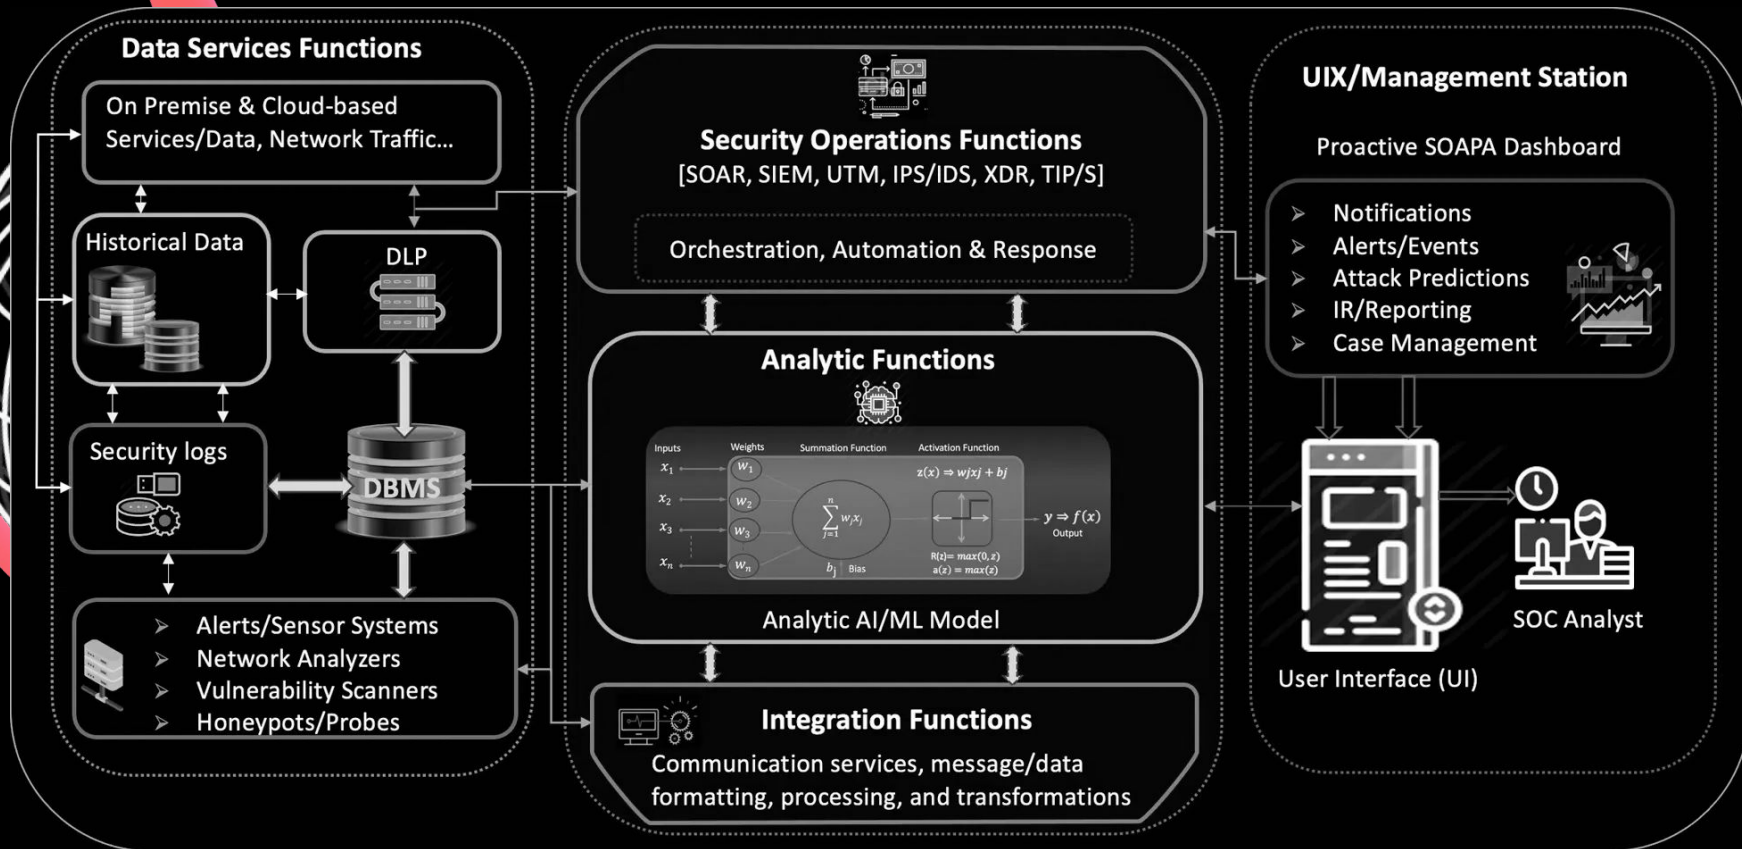 Data Services Functions
On Premise & Cloud-based
Services/Data, Network Traffic...
Historical Data
DLP
Security logs
DBMS
➢ Alerts/Sensor Systems
➢ Network Analyzers
➢ Vulnerability Scanners
➢ Honeypots/Probes
Security Operations Functions
[SOAR, SIEM, UTM, IPS/IDS, XDR, TIP/S]
Orchestration, Automation & Response
Analytic Functions
Inputs Weights Summation Function Activation Function
x₁ w₁
x₂ w₂
x₃ w₃
xₙ wₙ
n
∑ wⱼxⱼ
j=1
bⱼ Bias
z(x) ⇒ wjxj + bj
R(z)= max(0,z)
a(z) = max(z)
y ⇒ f(x)
Output
Analytic AI/ML Model
Integration Functions
Communication services, message/data
formatting, processing, and transformations
UIX/Management Station
Proactive SOAPA Dashboard
➢ Notifications
➢ Alerts/Events
➢ Attack Predictions
➢ IR/Reporting
➢ Case Management
User Interface (UI)
SOC Analyst